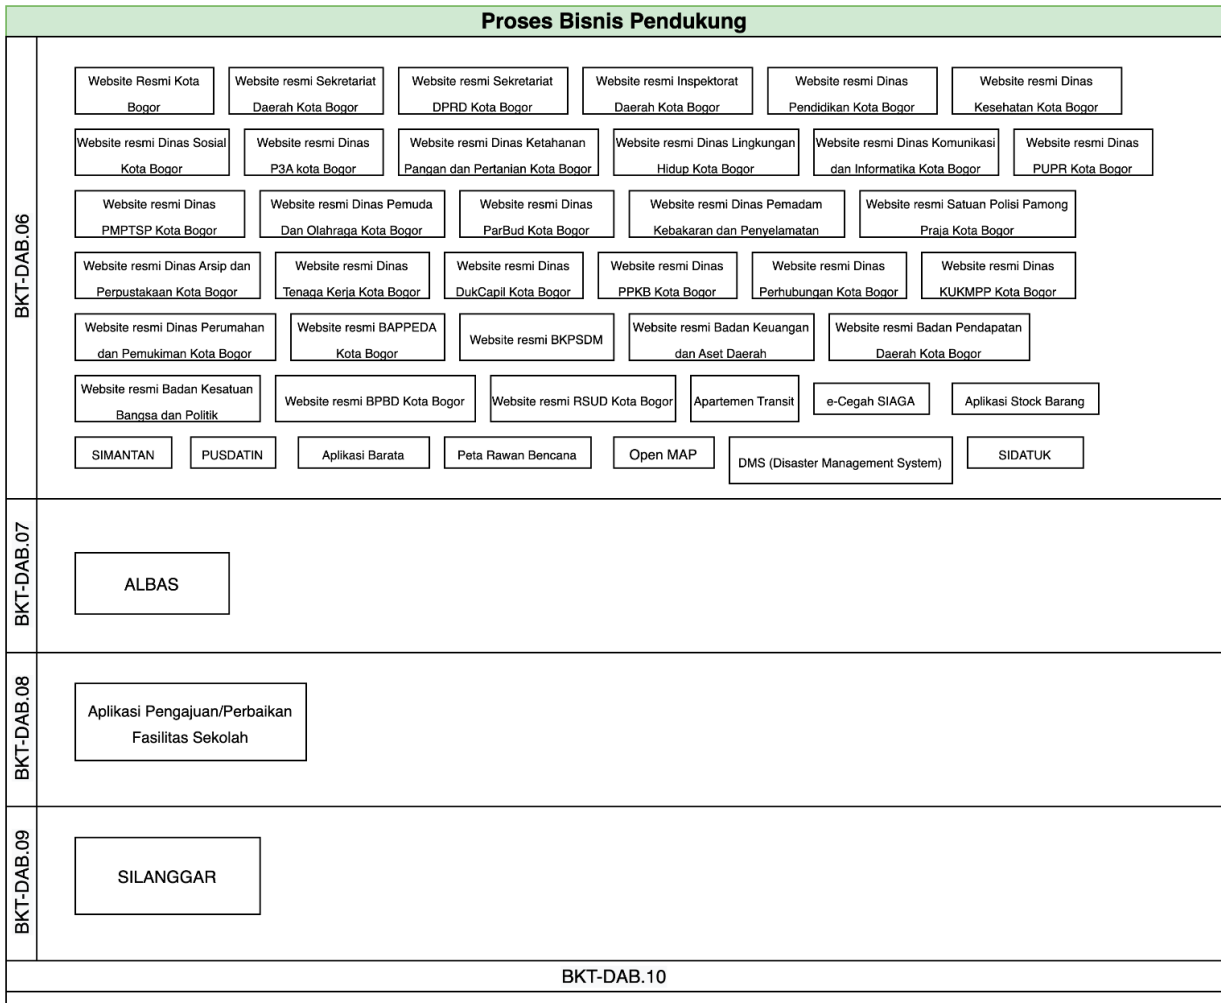 Proses Bisnis Pendukung
BKT-DAB.06
Website Resmi Kota
Bogor
Website resmi Sekretariat
Daerah Kota Bogor
Website resmi Sekretariat
DPRD Kota Bogor
Website resmi Inspektorat
Daerah Kota Bogor
Website resmi Dinas
Pendidikan Kota Bogor
Website resmi Dinas
Kesehatan Kota Bogor
Website resmi Dinas Sosial
Kota Bogor
Website resmi Dinas
P3A kota Bogor
Website resmi Dinas Ketahanan
Pangan dan Pertanian Kota Bogor
Website resmi Dinas Lingkungan
Hidup Kota Bogor
Website resmi Dinas Komunikasi
dan Informatika Kota Bogor
Website resmi Dinas
PUPR Kota Bogor
Website resmi Dinas
PMPTSP Kota Bogor
Website resmi Dinas Pemuda
Dan Olahraga Kota Bogor
Website resmi Dinas
ParBud Kota Bogor
Website resmi Dinas Pemadam
Kebakaran dan Penyelamatan
Website resmi Satuan Polisi Pamong
Praja Kota Bogor
Website resmi Dinas Arsip dan
Perpustakaan Kota Bogor
Website resmi Dinas
Tenaga Kerja Kota Bogor
Website resmi Dinas
DukCapil Kota Bogor
Website resmi Dinas
PPKB Kota Bogor
Website resmi Dinas
Perhubungan Kota Bogor
Website resmi Dinas
KUKMPP Kota Bogor
Website resmi Dinas Perumahan
dan Pemukiman Kota Bogor
Website resmi BAPPEDA
Kota Bogor
Website resmi BKPSDM
Website resmi Badan Keuangan
dan Aset Daerah
Website resmi Badan Pendapatan
Daerah Kota Bogor
Website resmi Badan Kesatuan
Bangsa dan Politik
Website resmi BPBD Kota Bogor
Website resmi RSUD Kota Bogor
Apartemen Transit
e-Cegah SIAGA
Aplikasi Stock Barang
SIMANTAN
PUSDATIN
Aplikasi Barata
Peta Rawan Bencana
Open MAP
DMS (Disaster Management System)
SIDATUK
BKT-DAB.07
ALBAS
BKT-DAB.08
Aplikasi Pengajuan/Perbaikan
Fasilitas Sekolah
BKT-DAB.09
SILANGGAR
BKT-DAB.10